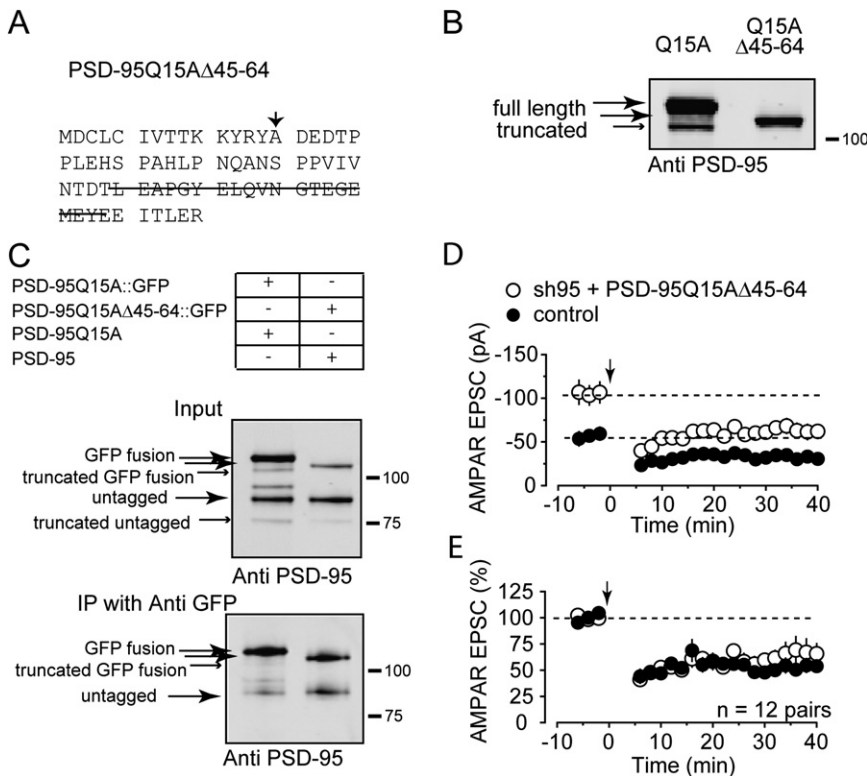 A
PSD-95Q15AΔ45-64
MDCLC IVTTK KYRYA DEDTP
PLEHS PAHLP NQANS PPVIV
NTDTL EAPGY ELQVN GTEGE
MEYEE ITLER
B
Q15A
Q15A
Δ45-64
full length
truncated
100
Anti PSD-95
C
PSD-95Q15A::GFP + -
PSD-95Q15AΔ45-64::GFP - +
PSD-95Q15A + -
PSD-95 - +
Input
GFP fusion
truncated GFP fusion
untagged
truncated untagged
100
75
Anti PSD-95
IP with Anti GFP
GFP fusion
truncated GFP fusion
untagged
100
75
Anti PSD-95
D
sh95 + PSD-95Q15AΔ45-64
control
AMPAR EPSC (pA)
-150
-100
-50
0
-10 0 10 20 30 40
Time (min)
E
AMPAR EPSC (%)
125
100
75
50
25
0
n = 12 pairs
-10 0 10 20 30 40
Time (min)